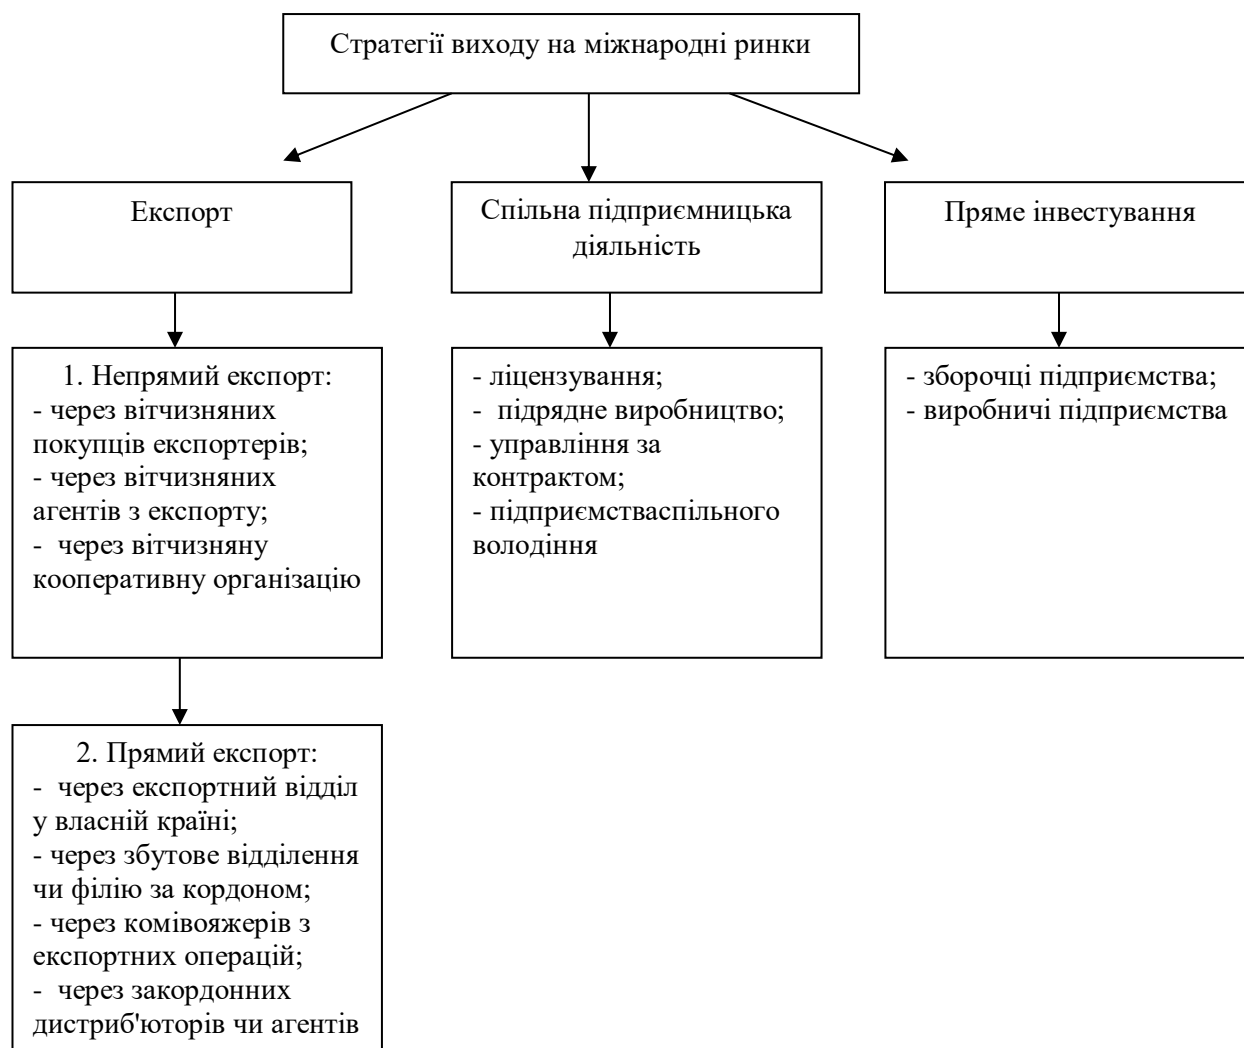 Стратегії виходу на міжнародні ринки
Експорт
Спільна підприємницька
діяльність
Пряме інвестування
1. Непрямий експорт:
- через вітчизняних
покупців експортерів;
- через вітчизняних
агентів з експорту;
- через вітчизняну
кооперативну організацію
- ліцензування;
- підрядне виробництво;
- управління за
контрактом;
- підприємстваспільного
володіння
- зборочці підприємства;
- виробничі підприємства
2. Прямий експорт:
- через експортний відділ
у власній країні;
- через збутове відділення
чи філію за кордоном;
- через комівояжерів з
експортних операцій;
- через закордонних
дистриб'юторів чи агентів